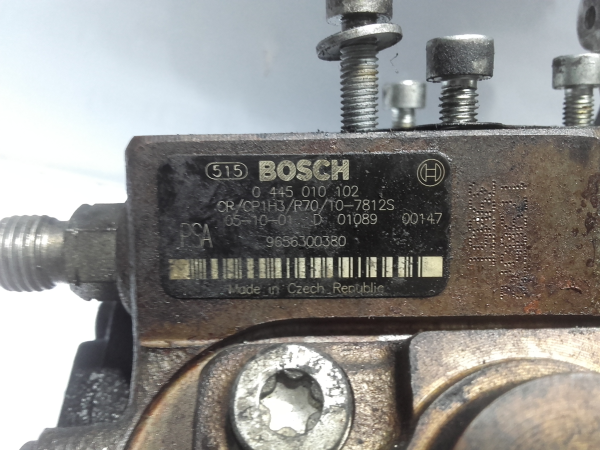 515 BOSCH
0 445 010 102
CR/CP1H3/R70/10-7812S
05-10-01 D 01089 00147
PSA
9656300380
Made in Czech Republic